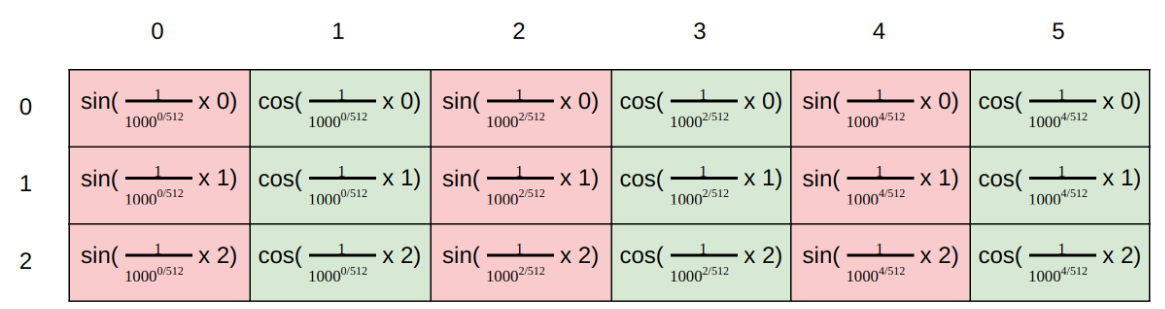 0 1 2 3 4 5
0 sin( 1/1000^0/512 x 0) cos( 1/1000^0/512 x 0) sin( 1/1000^2/512 x 0) cos( 1/1000^2/512 x 0) sin( 1/1000^4/512 x 0) cos( 1/1000^4/512 x 0)
1 sin( 1/1000^0/512 x 1) cos( 1/1000^0/512 x 1) sin( 1/1000^2/512 x 1) cos( 1/1000^2/512 x 1) sin( 1/1000^4/512 x 1) cos( 1/1000^4/512 x 1)
2 sin( 1/1000^0/512 x 2) cos( 1/1000^0/512 x 2) sin( 1/1000^2/512 x 2) cos( 1/1000^2/512 x 2) sin( 1/1000^4/512 x 2) cos( 1/1000^4/512 x 2)